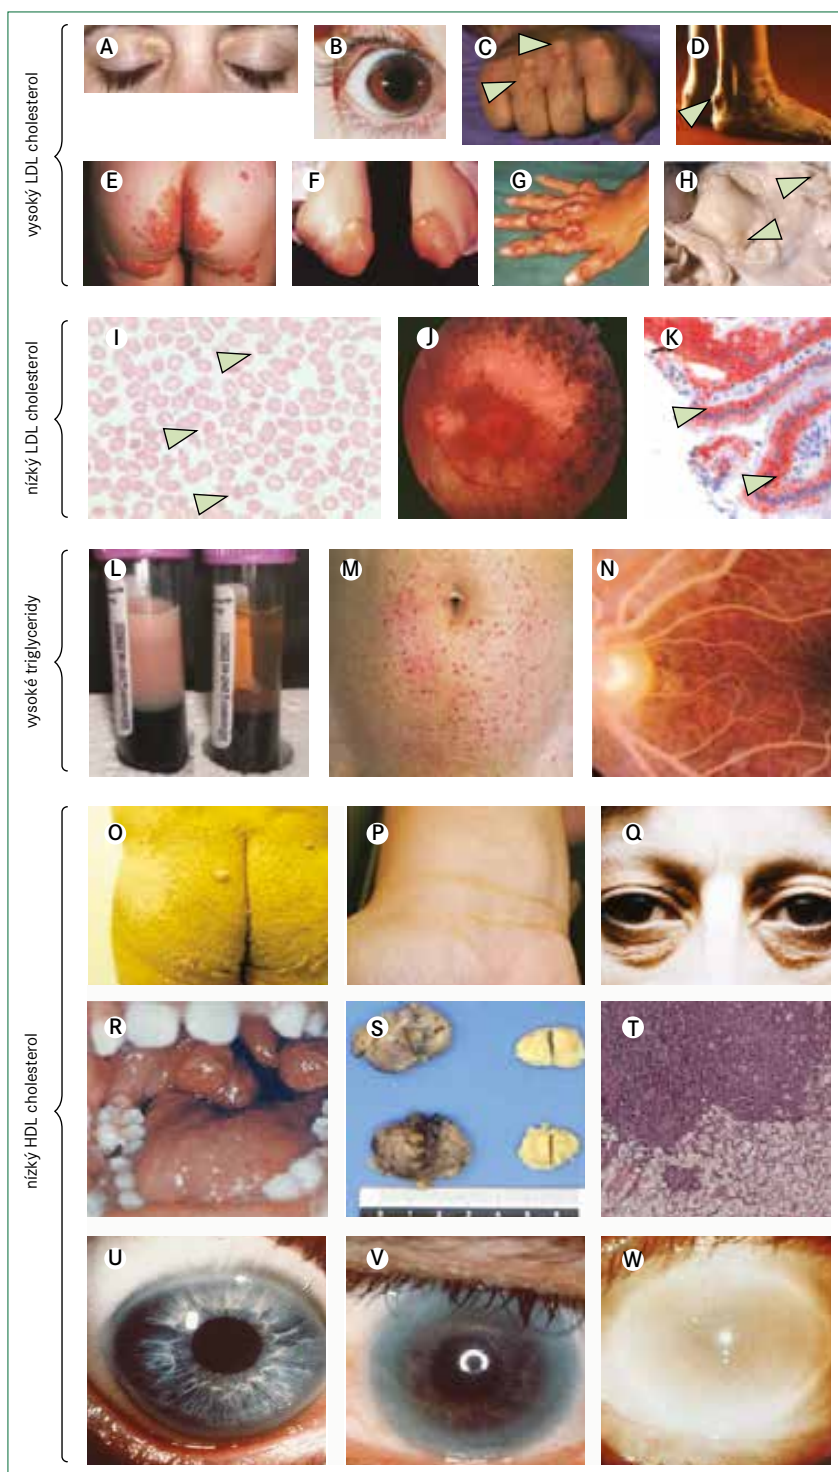 vysoký LDL cholesterol
A
B
C
D
E
F
G
H
nízký LDL cholesterol
I
J
K
vysoké triglyceridy
L
M
N
nízký HDL cholesterol
O
P
Q
R
S
T
U
V
W